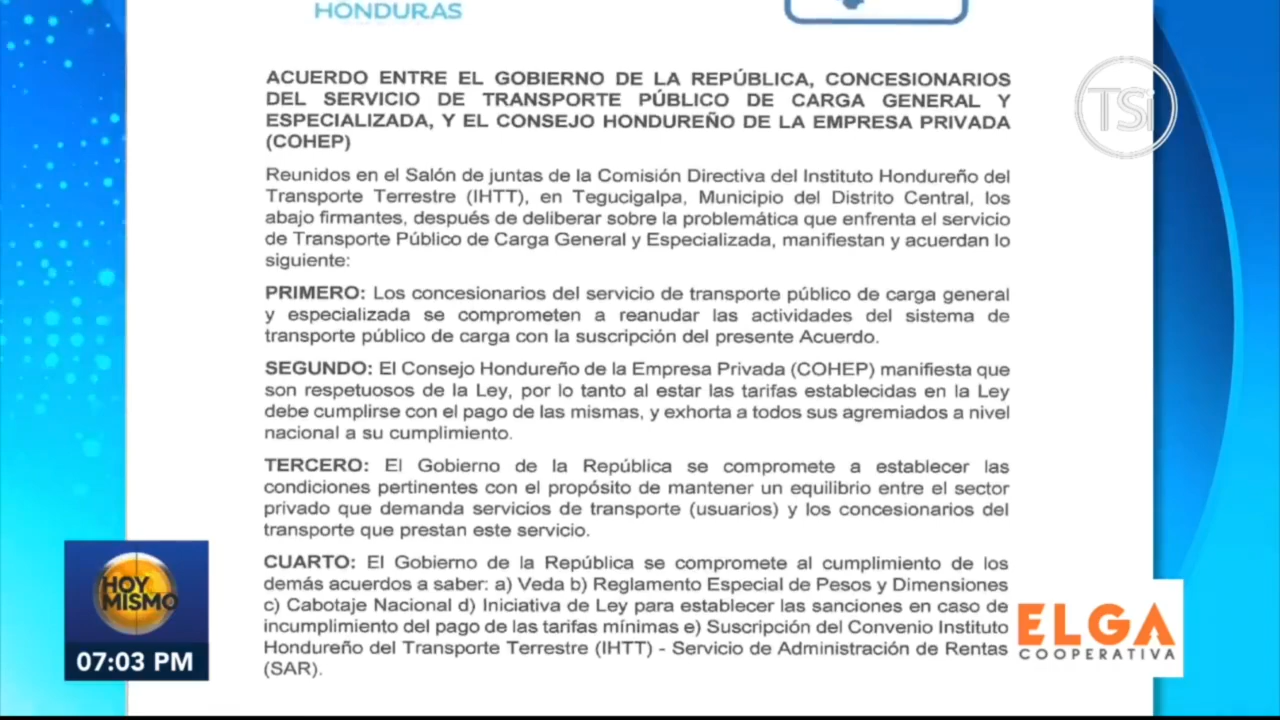 HONDURAS
ACUERDO ENTRE EL GOBIERNO DE LA REPÚBLICA, CONCESIONARIOS
DEL SERVICIO DE TRANSPORTE PÚBLICO DE CARGA GENERAL Y
ESPECIALIZADA, Y EL CONSEJO HONDUREÑO DE LA EMPRESA PRIVADA
(COHEP)
TSi
Reunidos en el Salón de juntas de la Comisión Directiva del Instituto Hondureño del
Transporte Terrestre (IHTT), en Tegucigalpa, Municipio del Distrito Central, los
abajo firmantes, después de deliberar sobre la problemática que enfrenta el servicio
de Transporte Público de Carga General y Especializada, manifiestan y acuerdan lo
siguiente:
PRIMERO: Los concesionarios del servicio de transporte público de carga general
y especializada se comprometen a reanudar las actividades del sistema de
transporte público de carga con la suscripción del presente Acuerdo.
SEGUNDO: El Consejo Hondureño de la Empresa Privada (COHEP) manifiesta que
son respetuosos de la Ley, por lo tanto al estar las tarifas establecidas en la Ley
debe cumplirse con el pago de las mismas, y exhorta a todos sus agremiados a nivel
nacional a su cumplimiento.
TERCERO: El Gobierno de la República se compromete a establecer las
condiciones pertinentes con el propósito de mantener un equilibrio entre el sector
privado que demanda servicios de transporte (usuarios) y los concesionarios del
transporte que prestan este servicio.
CUARTO: El Gobierno de la República se compromete al cumplimiento de los
demás acuerdos a saber: a) Veda b) Reglamento Especial de Pesos y Dimensiones
c) Cabotaje Nacional d) Iniciativa de Ley para establecer las sanciones en caso de
incumplimiento del pago de las tarifas mínimas e) Suscripción del Convenio Instituto
Hondureño del Transporte Terrestre (IHTT) - Servicio de Administración de Rentas
(SAR).
HOY
MISMO
07:03 PM
ELGA
COOPERATIVA